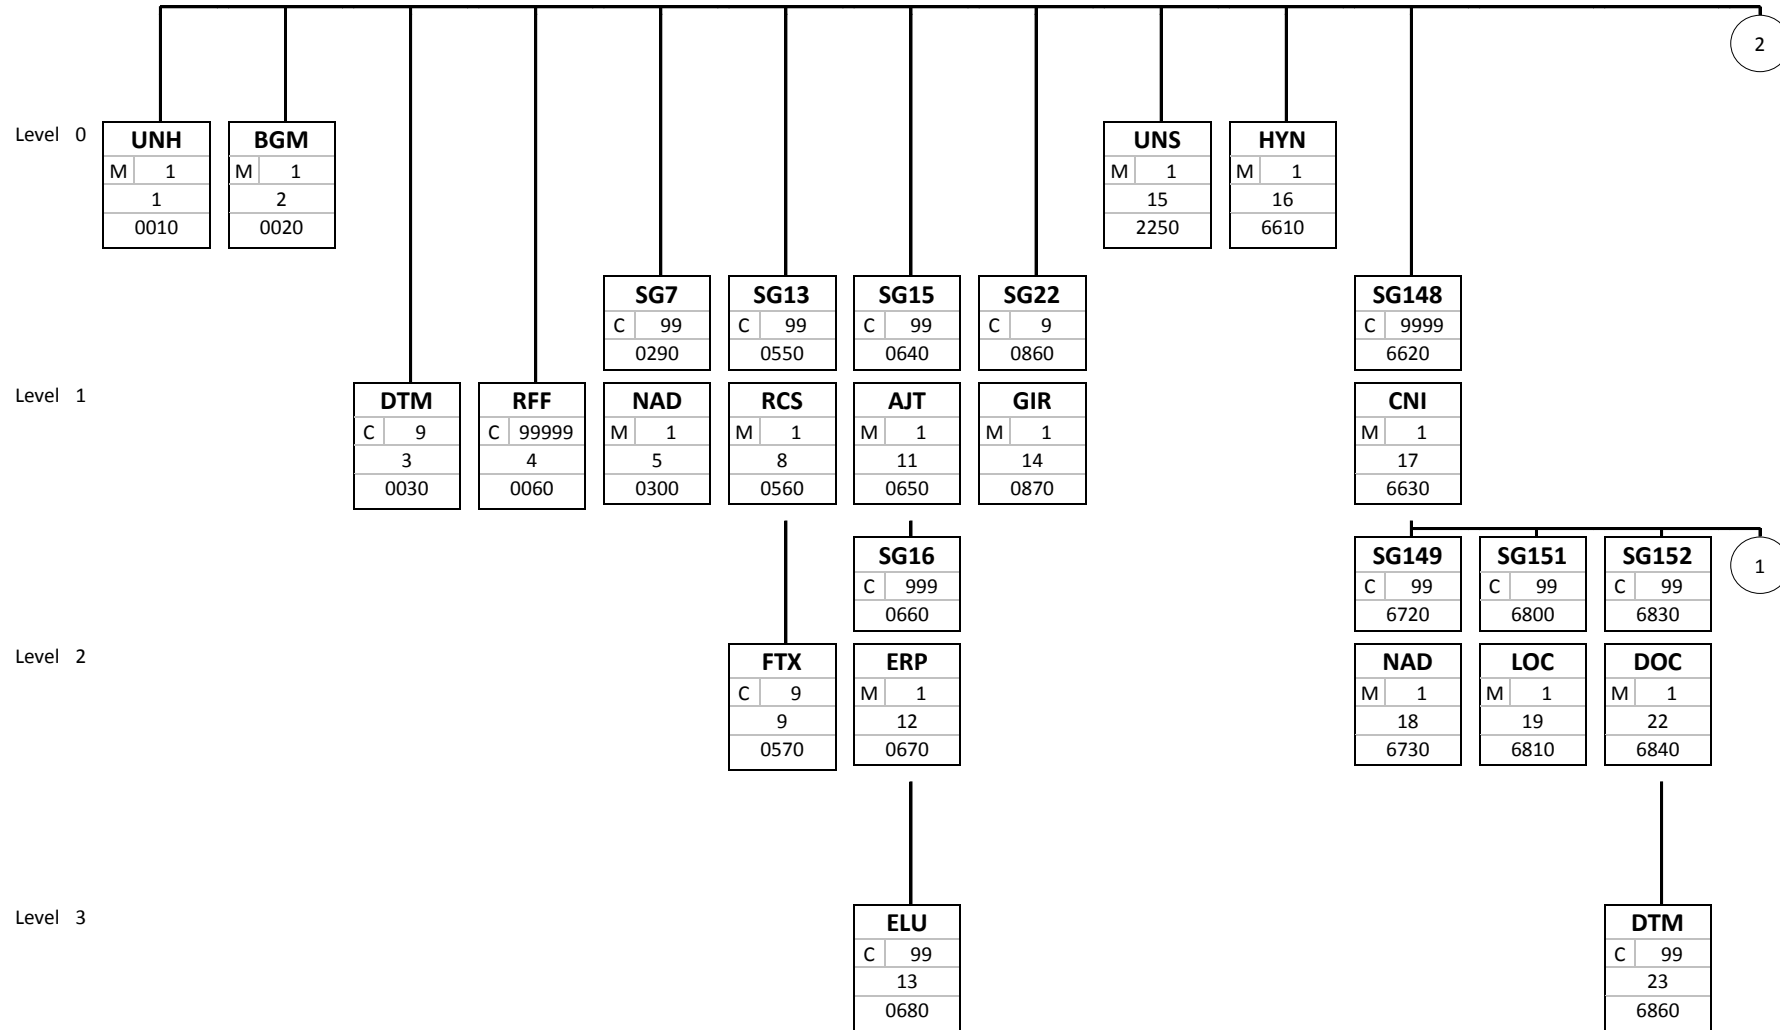 2
Level 0
UNH
M 1
1
0010
BGM
M 1
2
0020
UNS
M 1
15
2250
HYN
M 1
16
6610
SG7
C 99
0290
SG13
C 99
0550
SG15
C 99
0640
SG22
C 9
0860
SG148
C 9999
6620
Level 1
DTM
C 9
3
0030
RFF
C 99999
4
0060
NAD
M 1
5
0300
RCS
M 1
8
0560
AJT
M 1
11
0650
GIR
M 1
14
0870
CNI
M 1
17
6630
SG16
C 999
0660
SG149
C 99
6720
SG151
C 99
6800
SG152
C 99
6830
1
Level 2
FTX
C 9
9
0570
ERP
M 1
12
0670
NAD
M 1
18
6730
LOC
M 1
19
6810
DOC
M 1
22
6840
Level 3
ELU
C 99
13
0680
DTM
C 99
23
6860